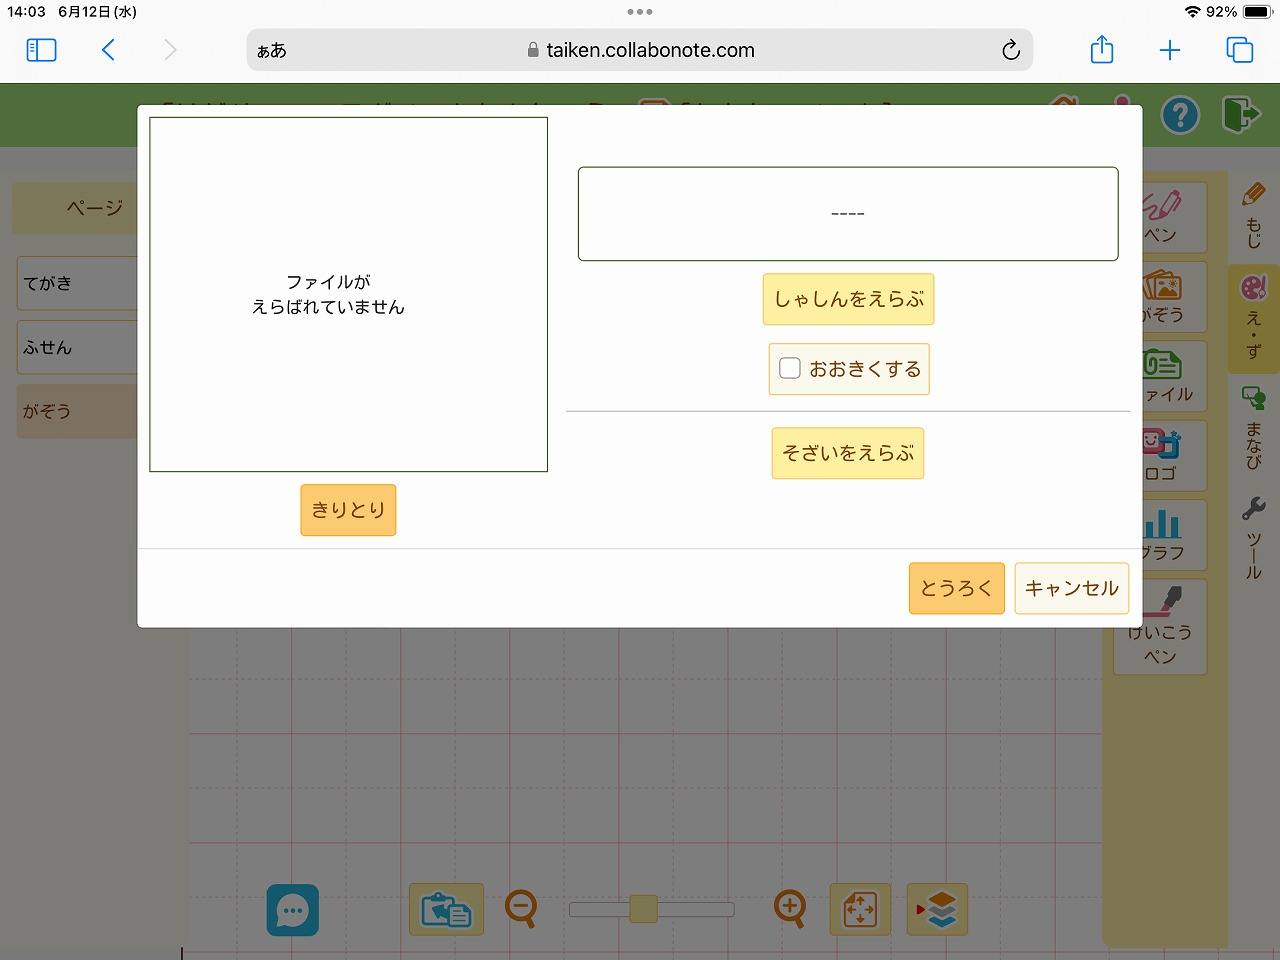 14:03 6月12日(水)
92%
ぁあ
taiken.collabonote.com
ページ
てがき
ふせん
がぞう
ファイルが
えらばれていません
きりとり
----
しゃしんをえらぶ
おおきくする
そざいをえらぶ
とうろく
キャンセル
ペン
がぞう
ァイル
ロゴ
グラフ
けいこう
ペン
もじ
え・ず
まなび
ツール